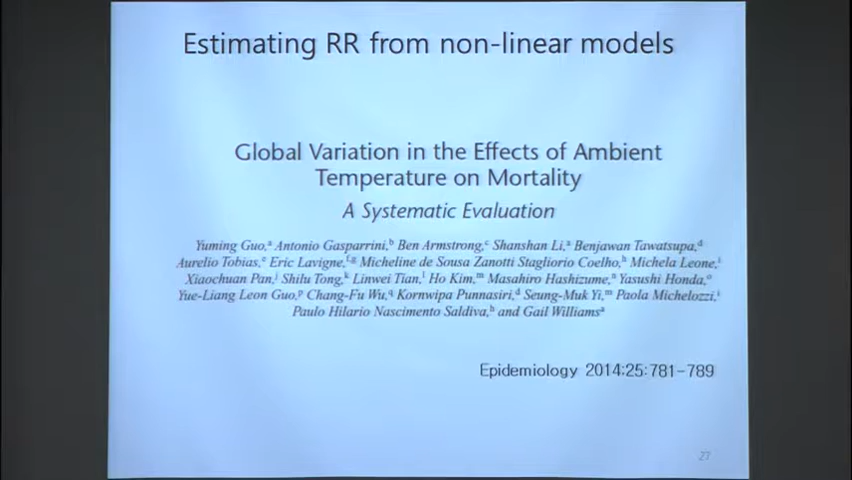 Estimating RR from non-linear models
Global Variation in the Effects of Ambient
Temperature on Mortality
A Systematic Evaluation
Yuming Guo,a Antonio Gasparrini,b Ben Armstrong,c Shanshan Li,a Benjawan Tawatsupa,d
Aurelio Tobias,e Eric Lavigne,f,g Micheline de Sousa Zanotti Stagliorio Coelho,h Michela Leone,i
Xiaochuan Pan,j Shilu Tong,k Linwei Tian,l Ho Kim,m Masahiro Hashizume,n Yasushi Honda,o
Yue-Liang Leon Guo,p Chang-Fu Wu,q Kornwipa Punnasiri,d Seung-Muk Yi,m Paola Michelozzi,i
Paulo Hilario Nascimento Saldiva,h and Gail Williamsa
Epidemiology 2014:25:781-789
27